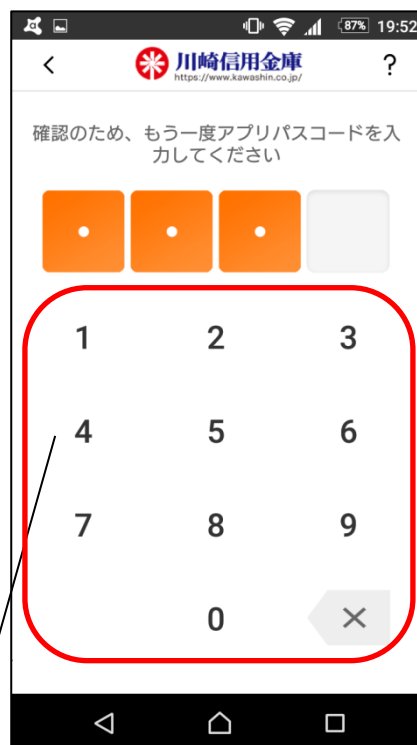 87% 19:52
川崎信用金庫
https://www.kawashin.co.jp/
?
確認のため、もう一度アプリパスコードを入
力してください
1 2 3
4 5 6
7 8 9
0